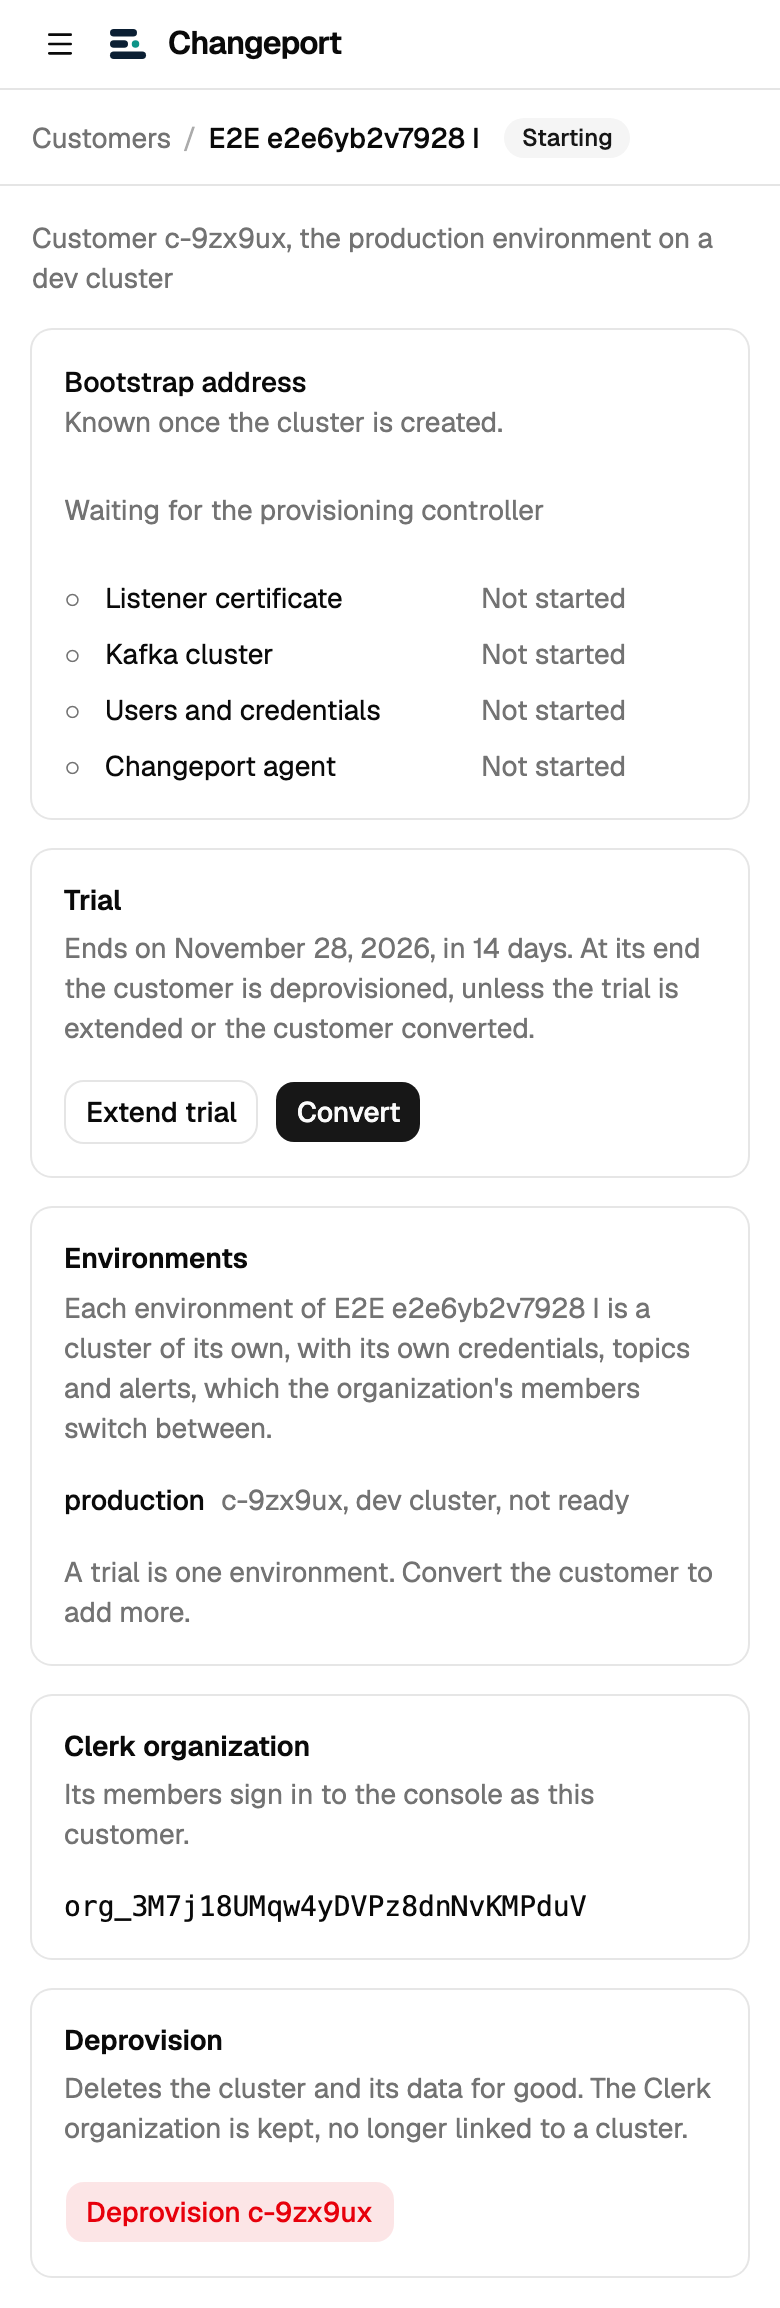 Changeport
Customers / E2E e2e6yb2v7928 I Starting
Customer c-9zx9ux, the production environment on a
dev cluster
Bootstrap address
Known once the cluster is created.
Waiting for the provisioning controller
Listener certificate Not started
Kafka cluster Not started
Users and credentials Not started
Changeport agent Not started
Trial
Ends on November 28, 2026, in 14 days. At its end
the customer is deprovisioned, unless the trial is
extended or the customer converted.
Extend trial Convert
Environments
Each environment of E2E e2e6yb2v7928 I is a
cluster of its own, with its own credentials, topics
and alerts, which the organization's members
switch between.
production c-9zx9ux, dev cluster, not ready
A trial is one environment. Convert the customer to
add more.
Clerk organization
Its members sign in to the console as this
customer.
org_3M7j18UMqw4yDVPz8dnNvKMPduV
Deprovision
Deletes the cluster and its data for good. The Clerk
organization is kept, no longer linked to a cluster.
Deprovision c-9zx9ux